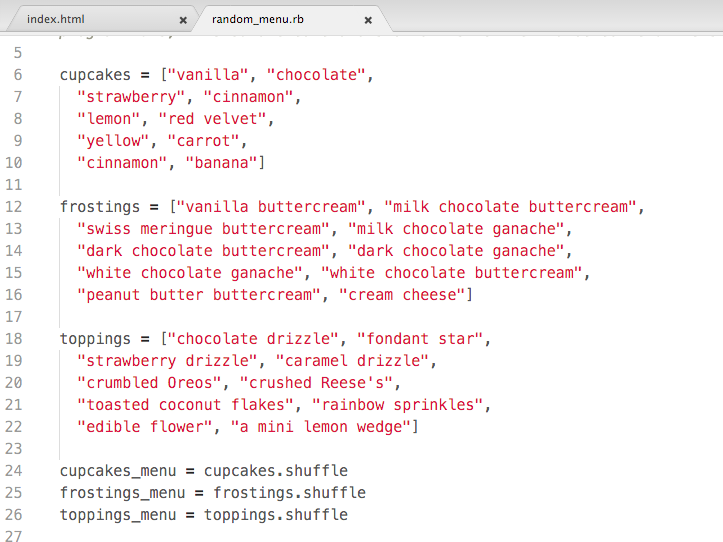 index.html × random_menu.rb ×
5
6 cupcakes = ["vanilla", "chocolate",
7 "strawberry", "cinnamon",
8 "lemon", "red velvet",
9 "yellow", "carrot",
10 "cinnamon", "banana"]
11
12 frostings = ["vanilla buttercream", "milk chocolate buttercream",
13 "swiss meringue buttercream", "milk chocolate ganache",
14 "dark chocolate buttercream", "dark chocolate ganache",
15 "white chocolate ganache", "white chocolate buttercream",
16 "peanut butter buttercream", "cream cheese"]
17
18 toppings = ["chocolate drizzle", "fondant star",
19 "strawberry drizzle", "caramel drizzle",
20 "crumbled Oreos", "crushed Reese's",
21 "toasted coconut flakes", "rainbow sprinkles",
22 "edible flower", "a mini lemon wedge"]
23
24 cupcakes_menu = cupcakes.shuffle
25 frostings_menu = frostings.shuffle
26 toppings_menu = toppings.shuffle
27